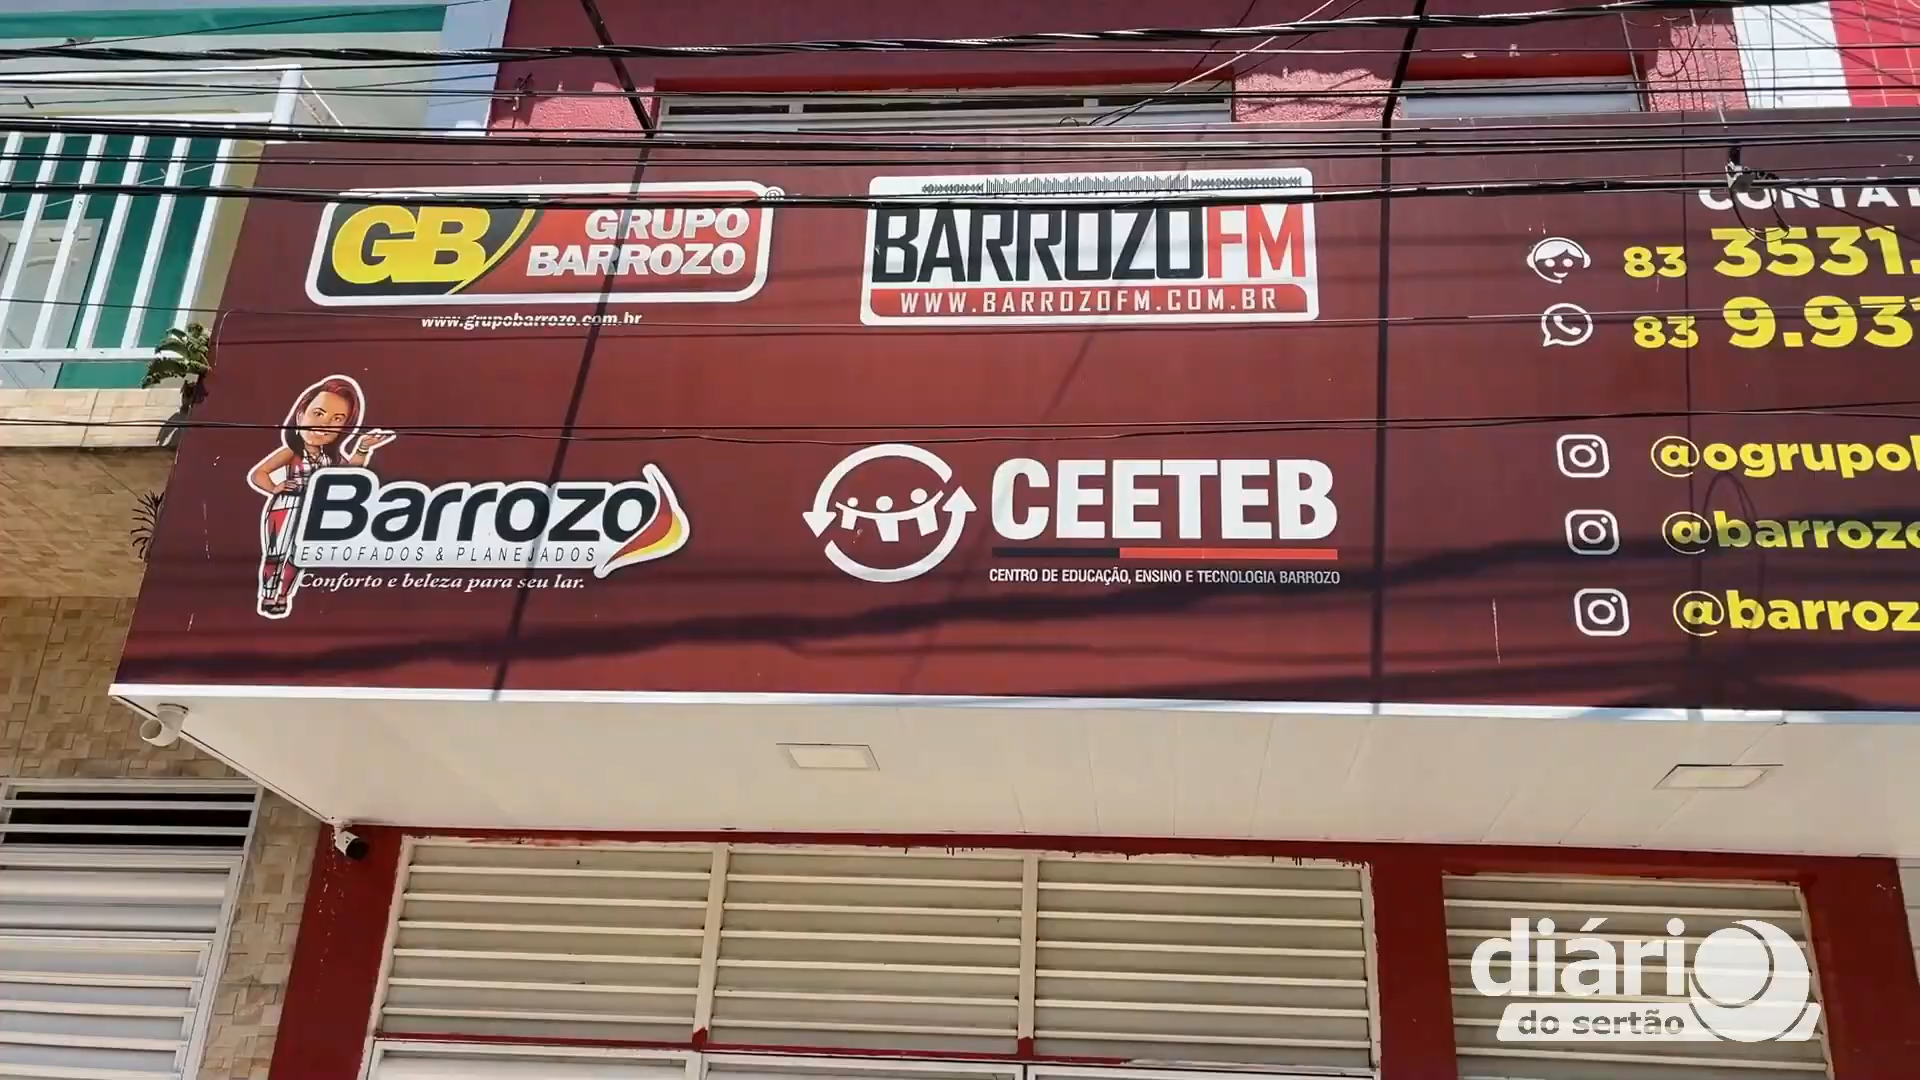 GB GRUPO
BARROZO
®
www.grupobarrozo.com.br
BARROZOFM
WWW.BARROZOFM.COM.BR
Barrozo
ESTOFADOS & PLANEJADOS
Conforto e beleza para seu lar.
CEETEB
CENTRO DE EDUCAÇÃO, ENSINO E TECNOLOGIA BARROZO
83 3531.
83 9.93
@ogrupo
@barrozo
@barroz
diário
do sertão